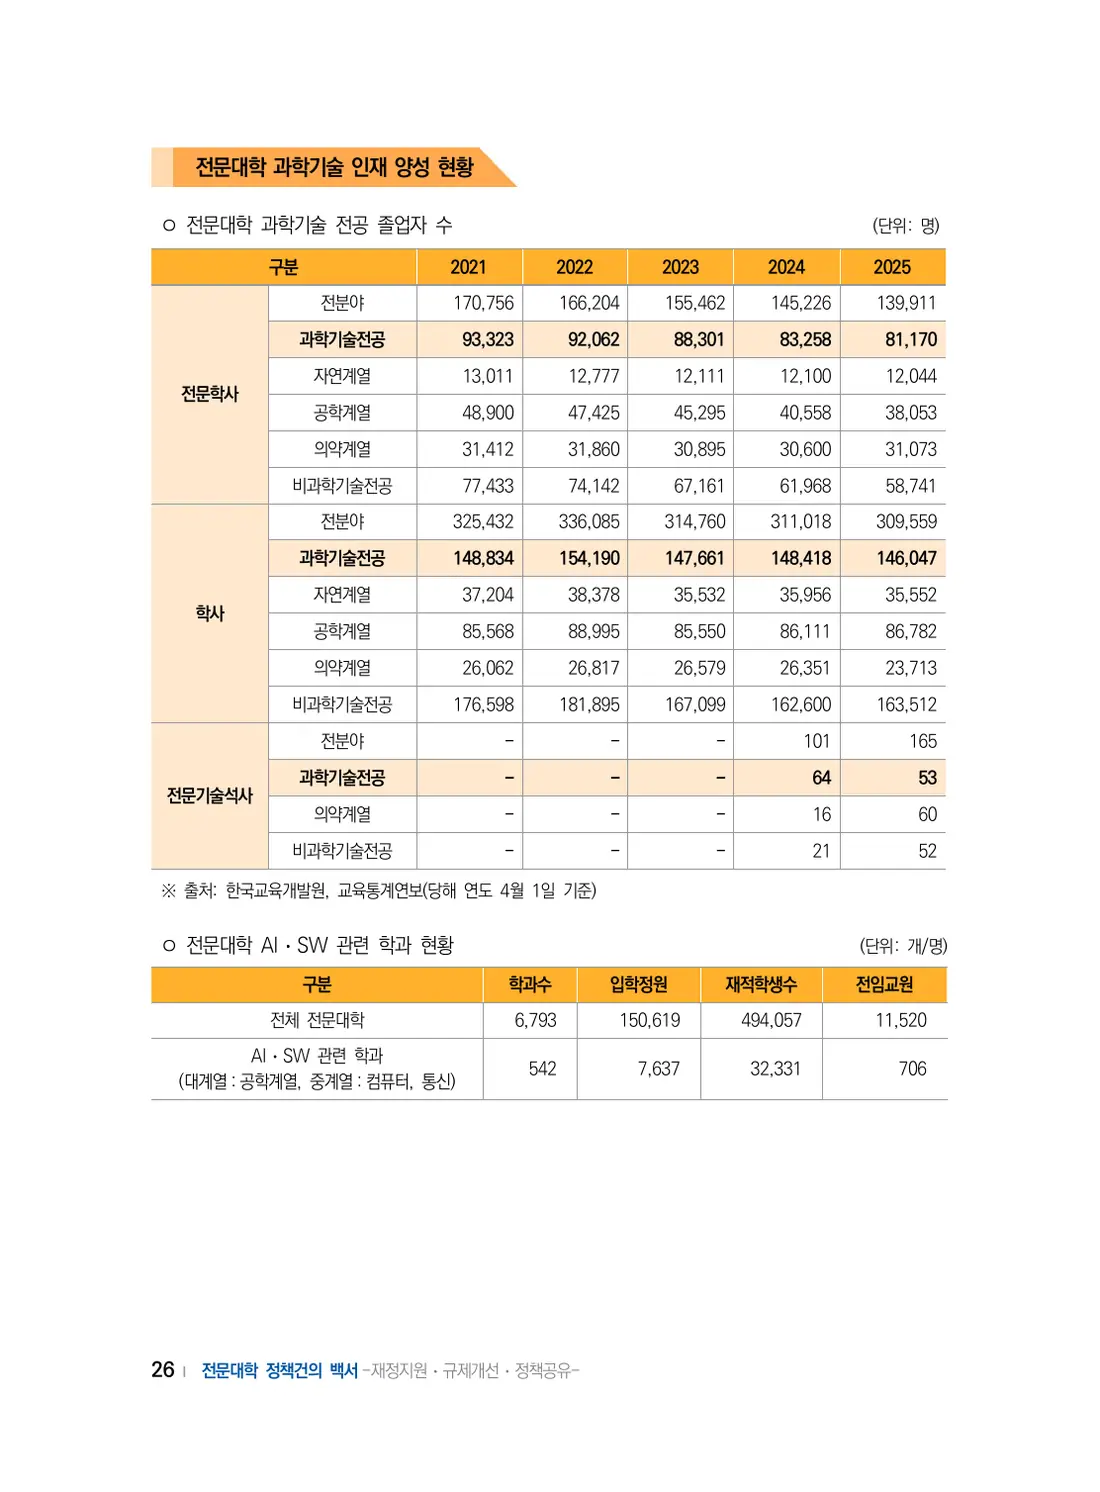 전문대학 과학기술 인재 양성 현황
ㅇ 전문대학 과학기술 전공 졸업자 수 (단위: 명)
구분 2021 2022 2023 2024 2025
전문학사 전분야 170,756 166,204 155,462 145,226 139,911
과학기술전공 93,323 92,062 88,301 83,258 81,170
자연계열 13,011 12,777 12,111 12,100 12,044
공학계열 48,900 47,425 45,295 40,558 38,053
의약계열 31,412 31,860 30,895 30,600 31,073
비과학기술전공 77,433 74,142 67,161 61,968 58,741
학사 전분야 325,432 336,085 314,760 311,018 309,559
과학기술전공 148,834 154,190 147,661 148,418 146,047
자연계열 37,204 38,378 35,532 35,956 35,552
공학계열 85,568 88,995 85,550 86,111 86,782
의약계열 26,062 26,817 26,579 26,351 23,713
비과학기술전공 176,598 181,895 167,099 162,600 163,512
전문기술석사 전분야 - - - 101 165
과학기술전공 - - - 64 53
의약계열 - - - 16 60
비과학기술전공 - - - 21 52
※ 출처: 한국교육개발원, 교육통계연보(당해 연도 4월 1일 기준)
ㅇ 전문대학 AI·SW 관련 학과 현황 (단위: 개/명)
구분 학과수 입학정원 재적학생수 전임교원
전체 전문대학 6,793 150,619 494,057 11,520
AI·SW 관련 학과
(대계열 : 공학계열, 중계열 : 컴퓨터, 통신) 542 7,637 32,331 706
26 | 전문대학 정책건의 백서 -재정지원·규제개선·정책공유-